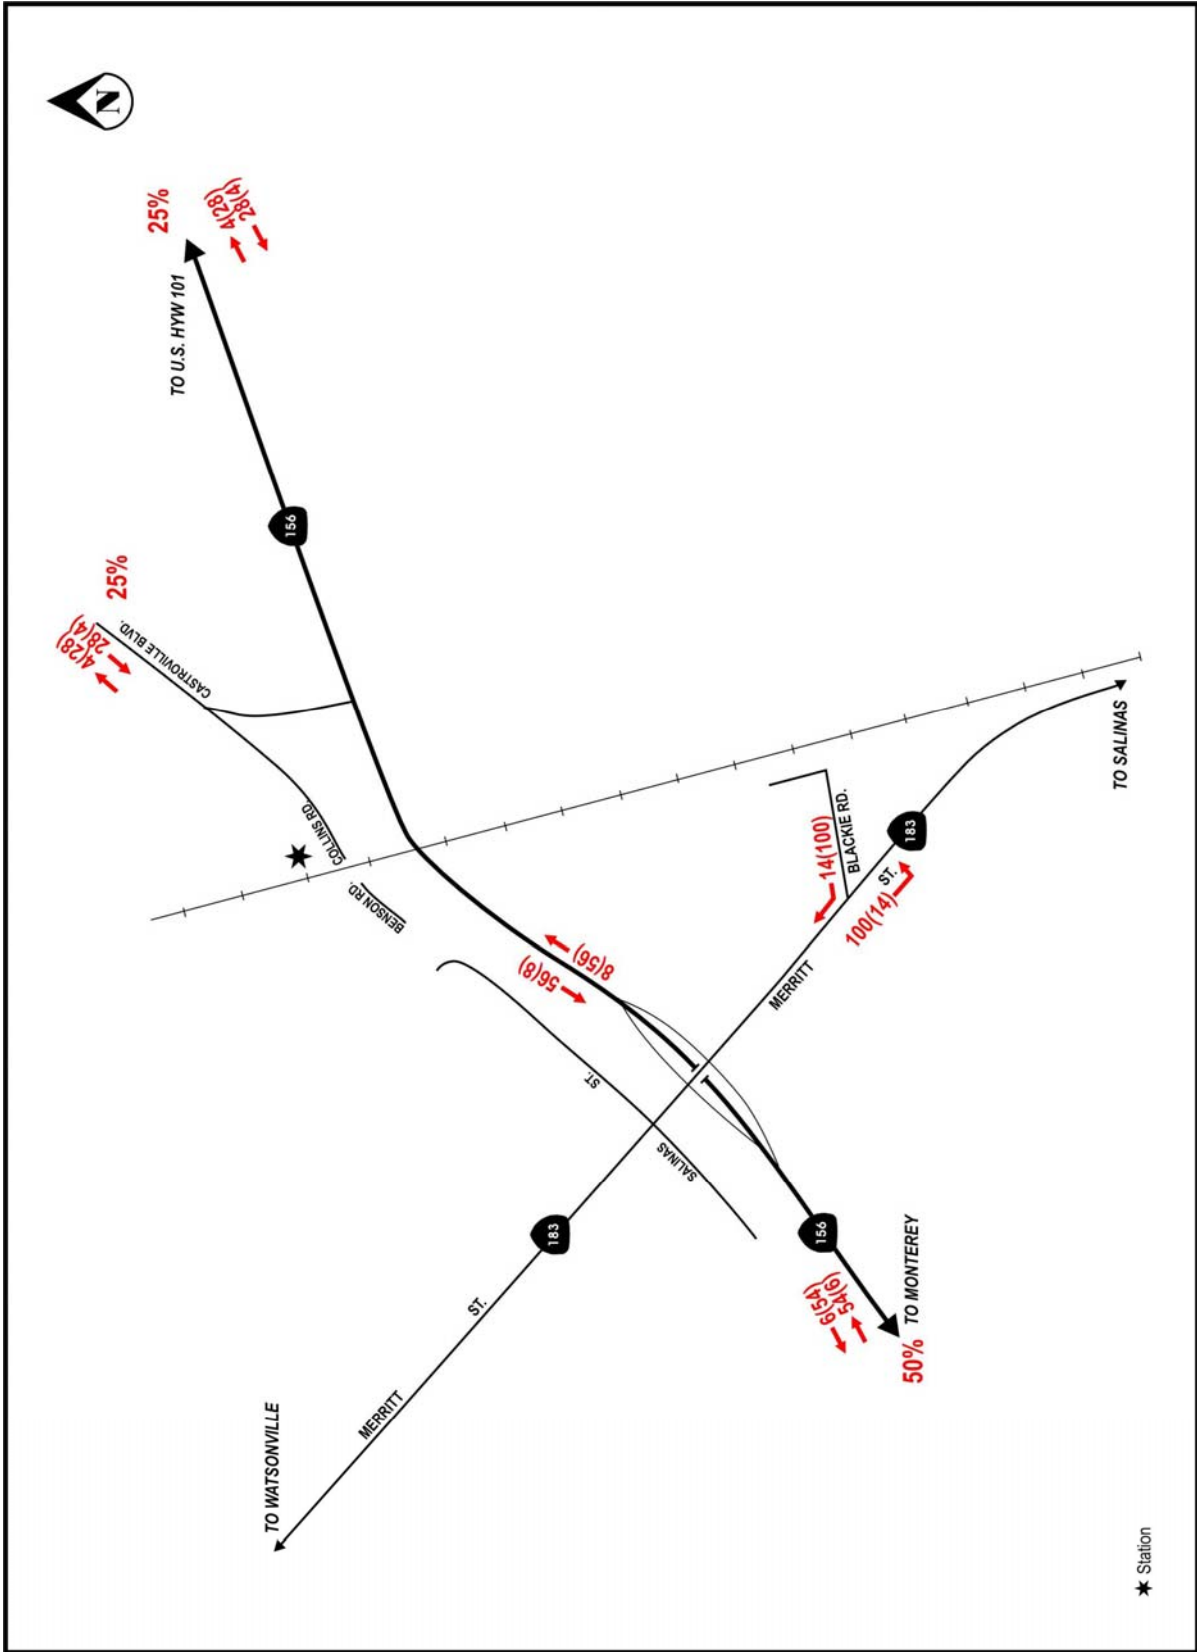 N
25%
4(28)
28(4)
TO U.S. HYW 101
156
25%
4(28)
28(4)
CASTROVILLE BLVD.
COLLINS RD.
BENSON RD.
56(8)
8(56)
14(100)
BLACKIE RD.
183
ST.
100(14)
MERRITT
TO SALINAS
ST.
SALINAS
183
156
6(54)
54(6)
TO MONTEREY
50%
ST.
MERRITT
TO WATSONVILLE
Station